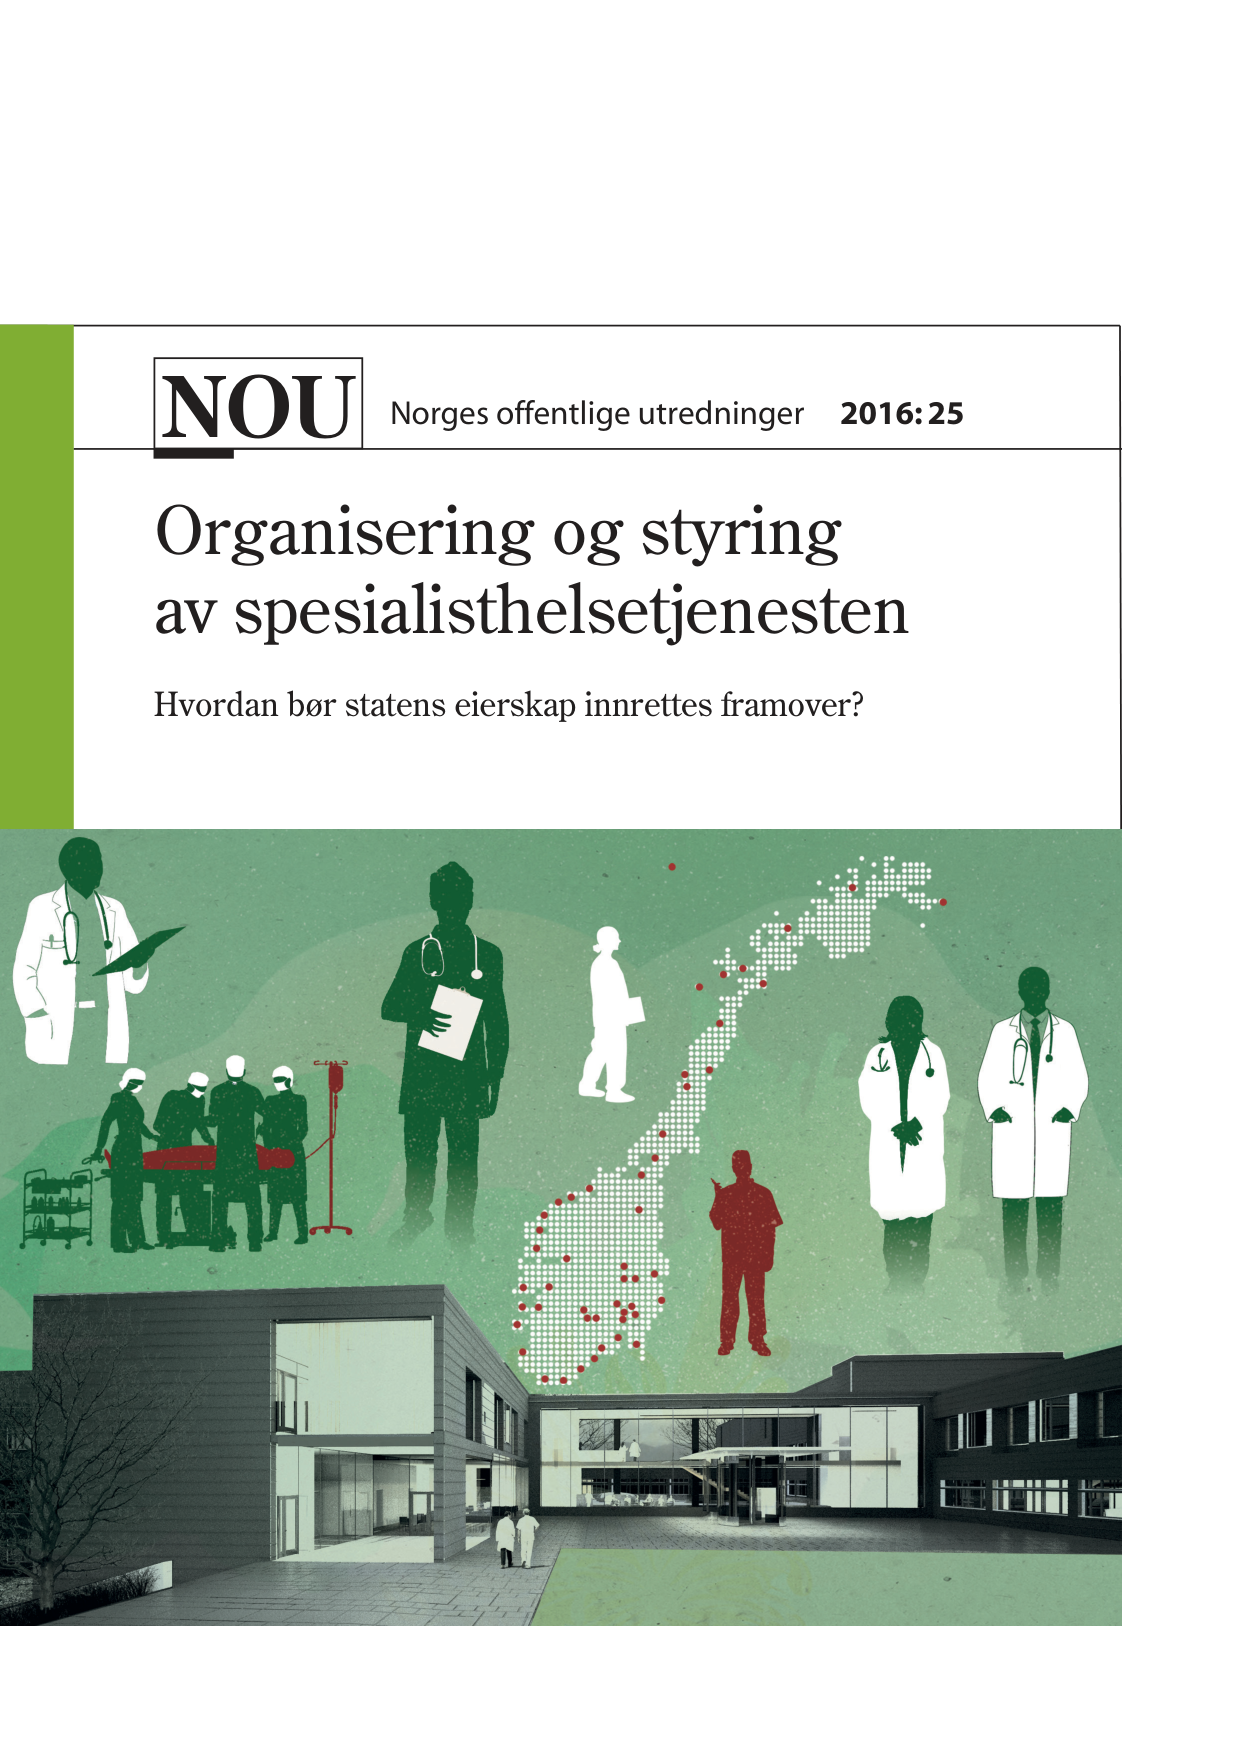 NOU
Norges offentlige utredninger 2016: 25
Organisering og styring
av spesialisthelsetjenesten
Hvordan bør statens eierskap innrettes framover?